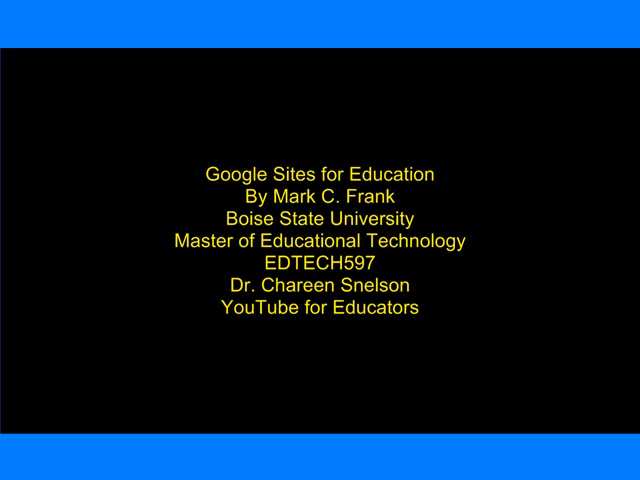 Google Sites for Education
By Mark C. Frank
Boise State University
Master of Educational Technology
EDTECH597
Dr. Chareen Snelson
YouTube for Educators